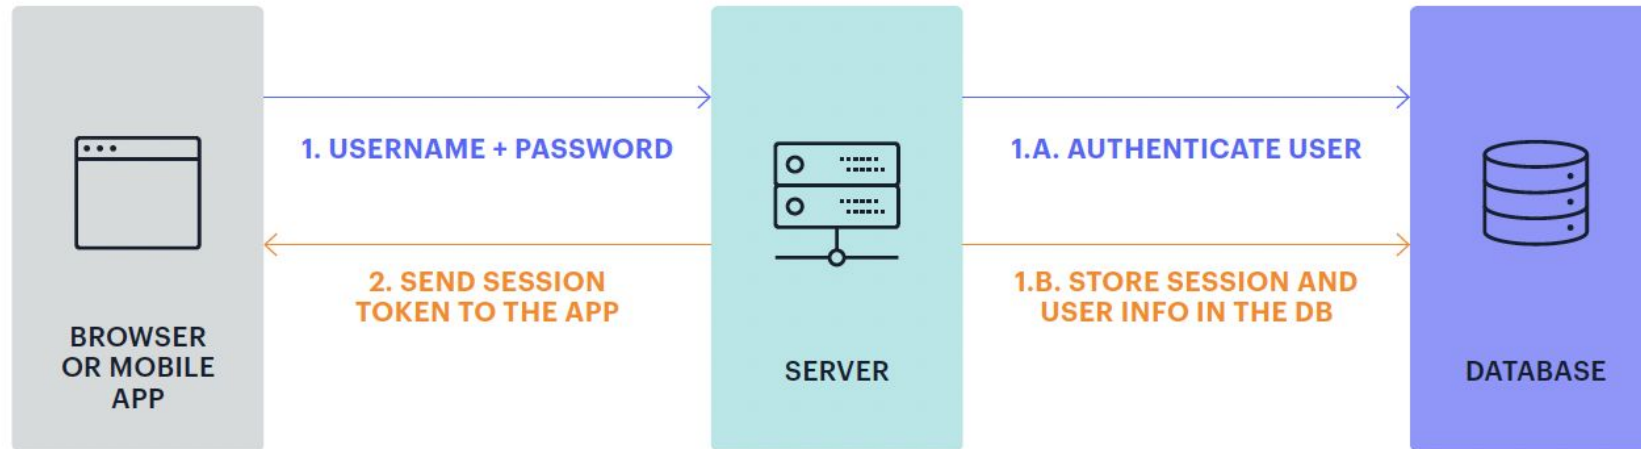 1. USERNAME + PASSWORD
1.A. AUTHENTICATE USER
2. SEND SESSION
TOKEN TO THE APP
1.B. STORE SESSION AND
USER INFO IN THE DB
BROWSER
OR MOBILE
APP
SERVER
DATABASE